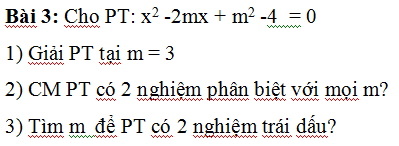 Bài 3: Cho PT: x² -2mx + m² -4 = 0
1) Giải PT tại m = 3
2) CM PT có 2 nghiệm phân biệt với mọi m?
3) Tìm m để PT có 2 nghiệm trái dấu?